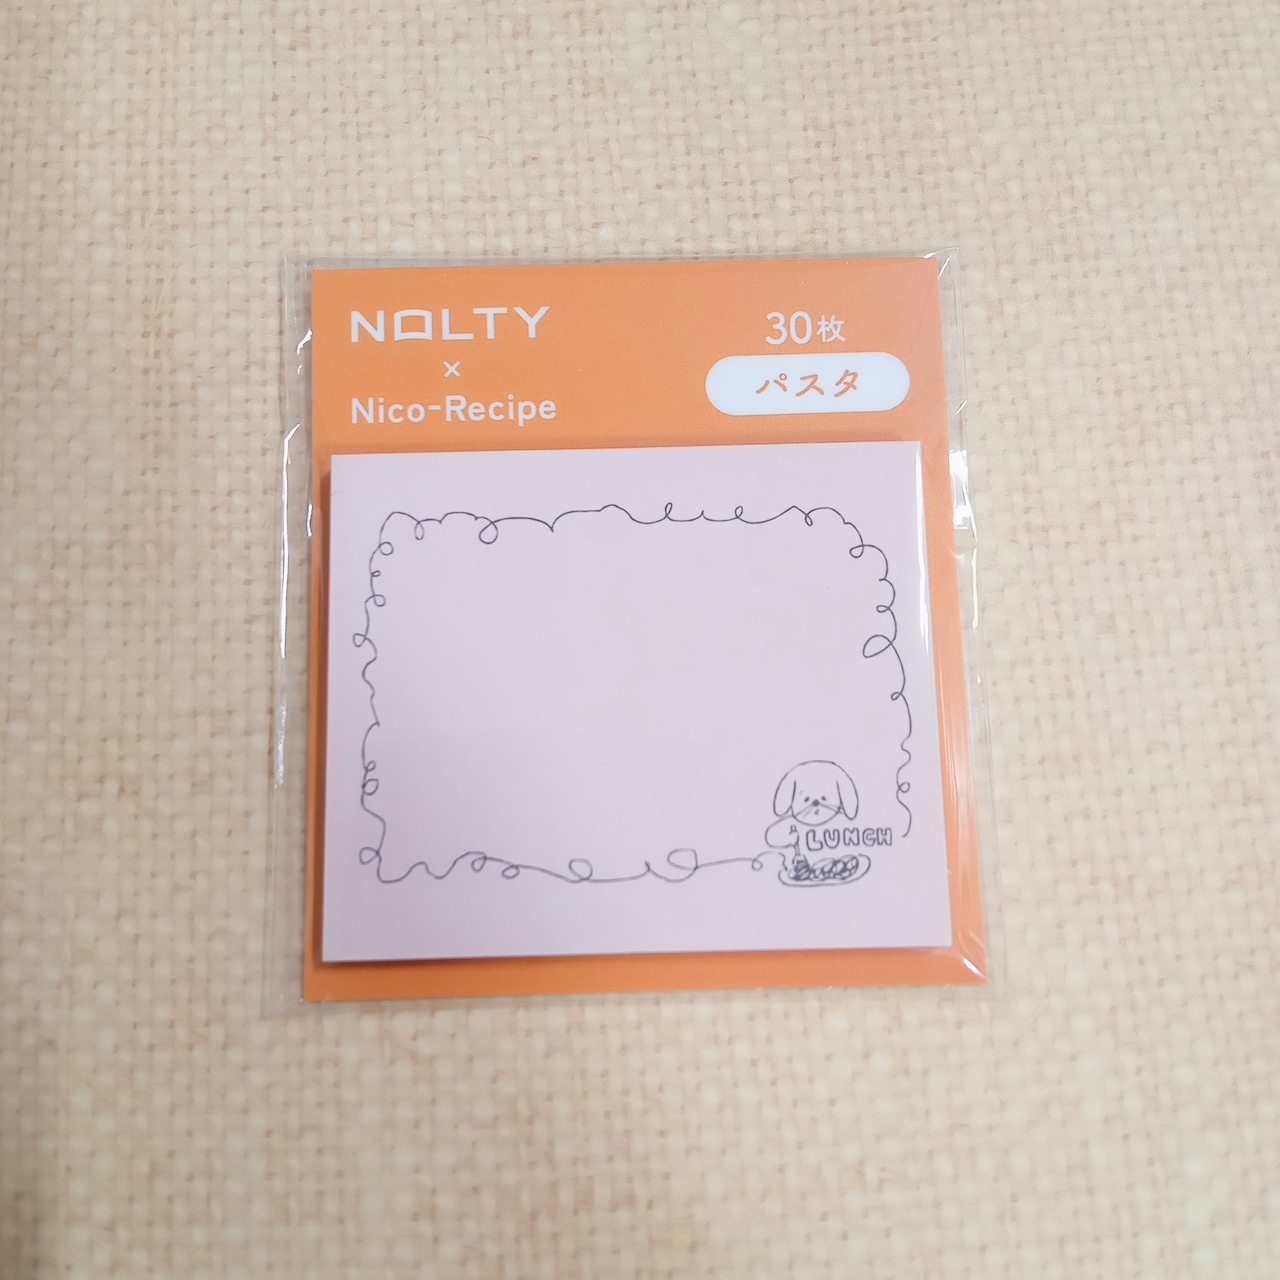 NOLTY
×
Nico-Recipe
30枚
パスタ
LUNCH